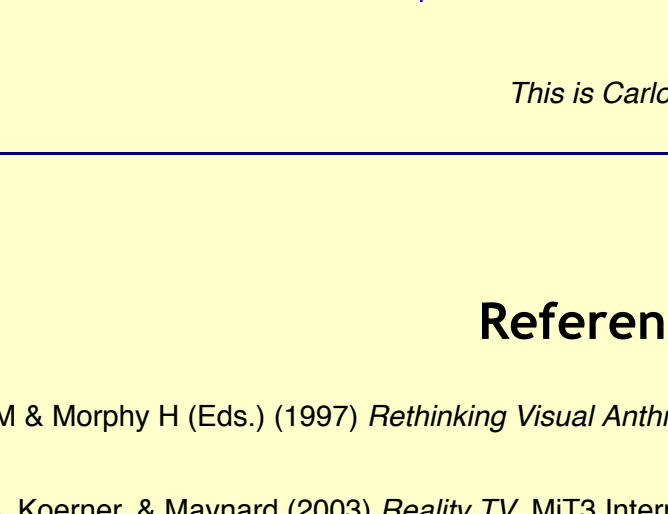 This is Carlo
Referen
M & Morphy H (Eds.) (1997) Rethinking Visual Anthr
, Koerner, & Maynard (2003) Reality TV, MiT3 Intern